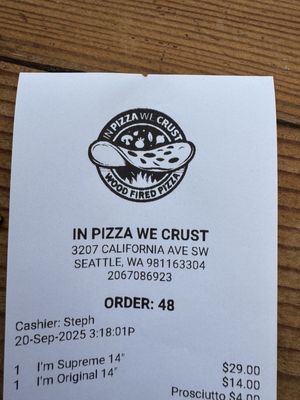 IN PIZZA WE CRUST
WOOD FIRED PIZZA
IN PIZZA WE CRUST
3207 CALIFORNIA AVE SW
SEATTLE, WA 981163304
2067086923
ORDER: 48
Cashier: Steph
20-Sep-2025 3:18:01P
1 I'm Supreme 14" $29.00
1 I'm Original 14" $14.00
Prosciutto $4.00